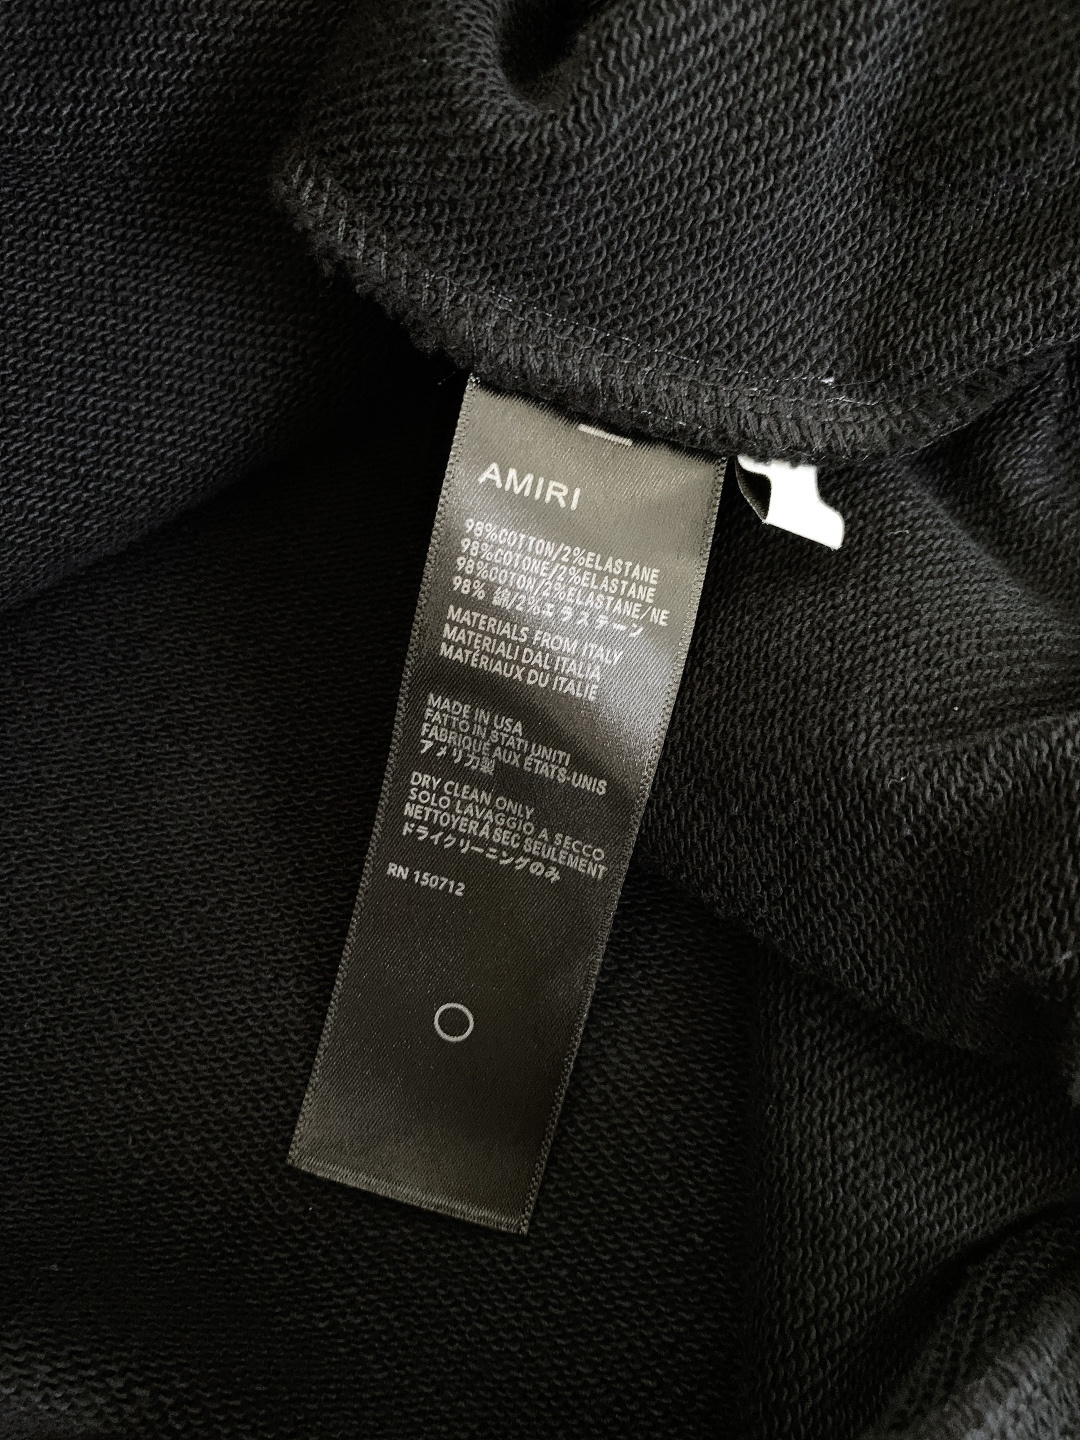 AMIRI
98%COTTON/2%ELASTANE
98%COTONE/2%ELASTANE
98%COTON/2%ELASTANE/NE
98% 綿/2%エラステーン
MATERIALS FROM ITALY
MATERIALI DAL ITALIA
MATÉRIAUX DU ITALIE
MADE IN USA
FATTO IN STATI UNITI
FABRIQUÉ AUX ÉTATS-UNIS
アメリカ製
DRY CLEAN ONLY
SOLO LAVAGGIO A SECCO
NETTOYER À SEC SEULEMENT
ドライクリーニングのみ
RN 150712